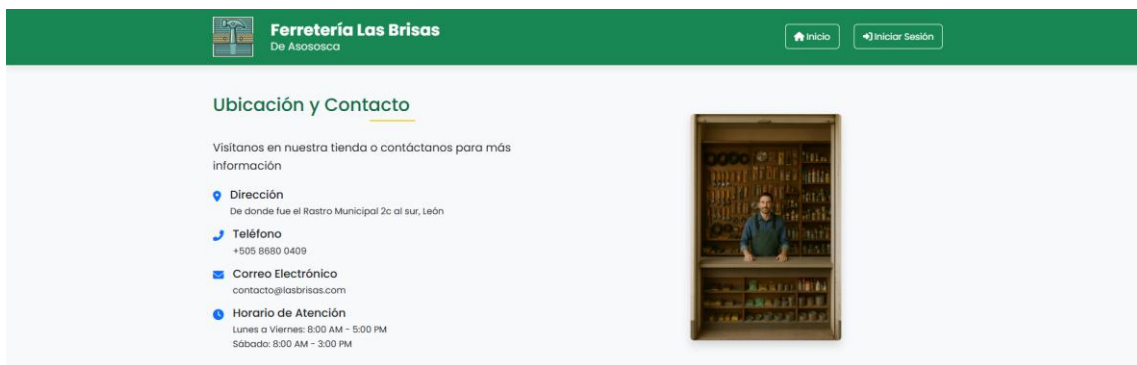 Ferretería Las Brisas
De Asososca
Inicio
Iniciar Sesión
Ubicación y Contacto
Visítanos en nuestra tienda o contáctanos para más
información
Dirección
De donde fue el Rastro Municipal 2c al sur, León
Teléfono
+505 8680 0409
Correo Electrónico
contacto@lasbrisas.com
Horario de Atención
Lunes a Viernes: 8:00 AM - 5:00 PM
Sábado: 8:00 AM - 3:00 PM